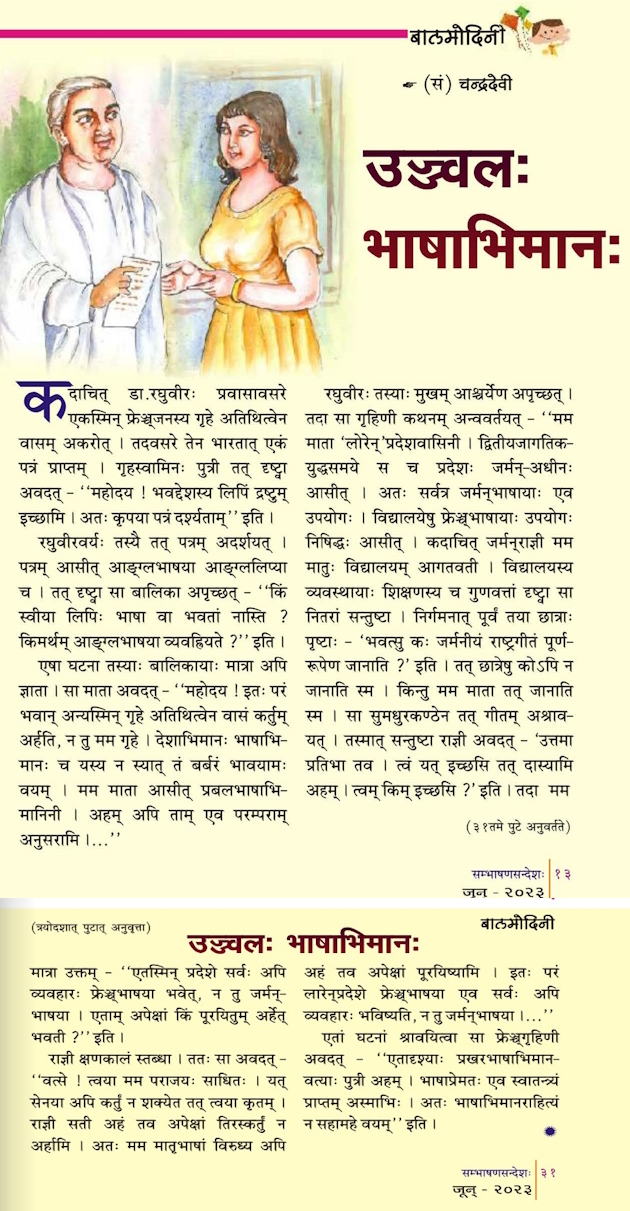 बालमोदिनी
☛ (सं) चन्द्रदेवी
उज्ज्वलः
भाषाभिमानः
कदाचित् डा.रघुवीरः प्रवासावसरे
एकस्मिन् फ्रेञ्चजनस्य गृहे अतिथित्वेन
वासम् अकरोत् । तदवसरे तेन भारतात् एकं
पत्रं प्राप्तम् । गृहस्वामिनः पुत्री तत् दृष्ट्वा
अवदत् – ‘‘महोदय ! भवद्देशस्य लिपिं द्रष्टुम्
इच्छामि । अतः कृपया पत्रं दर्श्यताम्’’ इति ।
रघुवीरवर्यः तस्यै तत् पत्रम् अदर्शयत् ।
पत्रम् आसीत् आङ्ग्लभाषया आङ्ग्ललिप्या
च । तत् दृष्ट्वा सा बालिका अपृच्छत् – ‘‘किं
स्वीया लिपिः भाषा वा भवतां नास्ति ?
किमर्थम् आङ्ग्लभाषया व्यवह्रियते ?’’ इति ।
एषा घटना तस्याः बालिकायाः मात्रा अपि
ज्ञाता । सा माता अवदत् – ‘‘महोदय ! इतः परं
भवान् अन्यस्मिन् गृहे अतिथित्वेन वासं कर्तुम्
अर्हति, न तु मम गृहे । देशाभिमानः भाषाभि–
मानः च यस्य न स्यात् तं बर्बरं भावयामः
वयम् । मम माता आसीत् प्रबलभाषाभि–
मानिनी । अहम् अपि ताम् एव परम्पराम्
अनुसरामि ।...’’
रघुवीरः तस्याः मुखम् आश्चर्येण अपृच्छत् ।
तदा सा गृहिणी कथनम् अन्ववर्तयत् – ‘‘मम
माता ‘लोरेन्’प्रदेशवासिनी । द्वितीयजागतिक–
युद्धसमये स च प्रदेशः जर्मन्–अधीनः
आसीत् । अतः सर्वत्र जर्मन्भाषायाः एव
उपयोगः । विद्यालयेषु फ्रेञ्चभाषायाः उपयोगः
निषिद्धः आसीत् । कदाचित् जर्मन्राज्ञी मम
मातुः विद्यालयम् आगतवती । विद्यालयस्य
व्यवस्थायाः शिक्षणस्य च गुणवत्तां दृष्ट्वा सा
नितरां सन्तुष्टा । निर्गमनात् पूर्वं तया छात्राः
पृष्टाः – ‘भवत्सु कः जर्मनीयं राष्ट्रगीतं पूर्ण–
रूपेण जानाति ?’ इति । तत् छात्रेषु कोऽपि न
जानाति स्म । किन्तु मम माता तत् जानाति
स्म । सा सुमधुरकण्ठेन तत् गीतम् अश्राव–
यत् । तस्मात् सन्तुष्टा राज्ञी अवदत् – ‘उत्तमा
प्रतिभा तव । त्वं यत् इच्छसि तत् दास्यामि
अहम् । त्वम् किम् इच्छसि ?’ इति । तदा मम
(३१तमे पुटे अनुवर्तते)
सम्भाषणसन्देशः १३
जून – २०२३
(त्रयोदशात् पुटात् अनुवृत्ता)
बालमोदिनी
उज्ज्वलः भाषाभिमानः
मात्रा उक्तम् – ‘‘एतस्मिन् प्रदेशे सर्वः अपि
व्यवहारः फ्रेञ्चभाषया भवेत्, न तु जर्मन्–
भाषया । एताम् अपेक्षां किं पूरयितुम् अर्हेत्
भवती ?’’ इति ।
राज्ञी क्षणकालं स्तब्धा । ततः सा अवदत् –
‘‘वत्से ! त्वया मम पराजयः साधितः । यत्
सेनया अपि कर्तुं न शक्येत तत् त्वया कृतम् ।
राज्ञी सती अहं तव अपेक्षां तिरस्कर्तुं न
अर्हामि । अतः मम मातृभाषां विरुध्य अपि
अहं तव अपेक्षां पूरयिष्यामि । इतः परं
लारेन्प्रदेशे फ्रेञ्चभाषया एव सर्वः अपि
व्यवहारः भविष्यति, न तु जर्मन्भाषया ।...’’
एतां घटनां श्रावयित्वा सा फ्रेञ्चगृहिणी
अवदत् – ‘‘एतादृश्याः प्रखरभाषाभिमान–
वत्याः पुत्री अहम् । भाषाप्रेमतः एव स्वातन्त्र्यं
प्राप्तम् अस्माभिः । अतः भाषाभिमानराहित्यं
न सहामहे वयम्’’ इति ।
सम्भाषणसन्देशः ३१
जून् – २०२३